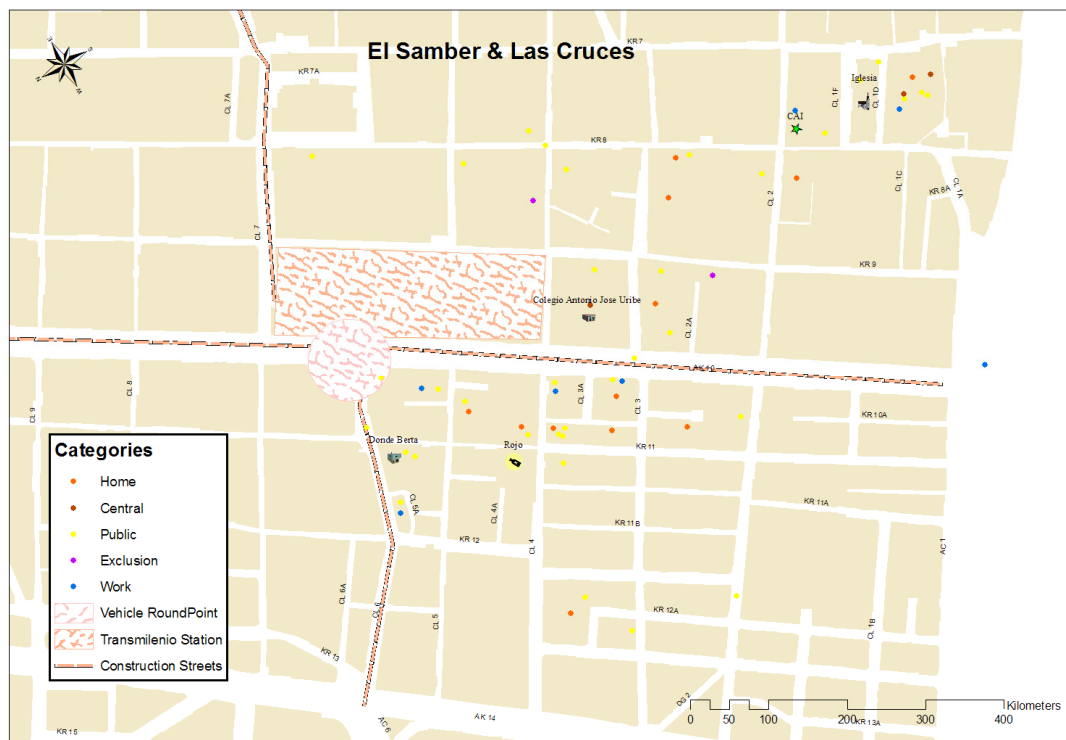 El Samber & Las Cruces
KR 7
KR 7A
Iglesia
CL 1F
CL 1D
CL 7A
CAI
KR 8
CL 1C
KR 8A
CL 1A
CL 2
CL 7
KR 9
Colegio Antonio Jose Uribe
CL 2A
AK 10
CL 8
CL 9
CL 3A
CL 3
KR 10A
Donde Berta
Rojo
KR 11
CL 5A
CL 4A
KR 11A
KR 11B
KR 12
CL 4
AC 1
CL 6A
CL 6
CL 5
KR 12A
CL 1B
KR 13
DG 2
AC 6
AK 14
KR 13A
KR 15
N
E
S
W
Categories
Home
Central
Public
Exclusion
Work
Vehicle RoundPoint
Transmilenio Station
Construction Streets
Kilometers
0 50 100 200 300 400